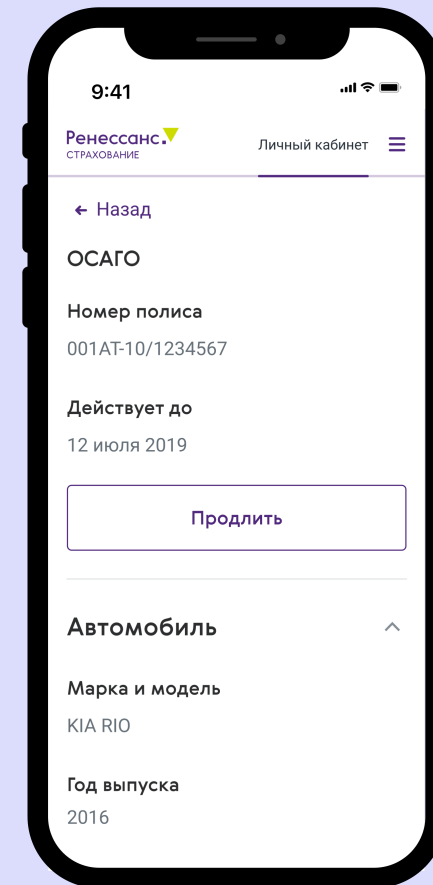 9:41
Ренессанс.
СТРАХОВАНИЕ
Личный кабинет
← Назад
ОСАГО
Номер полиса
001АТ-10/1234567
Действует до
12 июля 2019
Продлить
Автомобиль
Марка и модель
KIA RIO
Год выпуска
2016